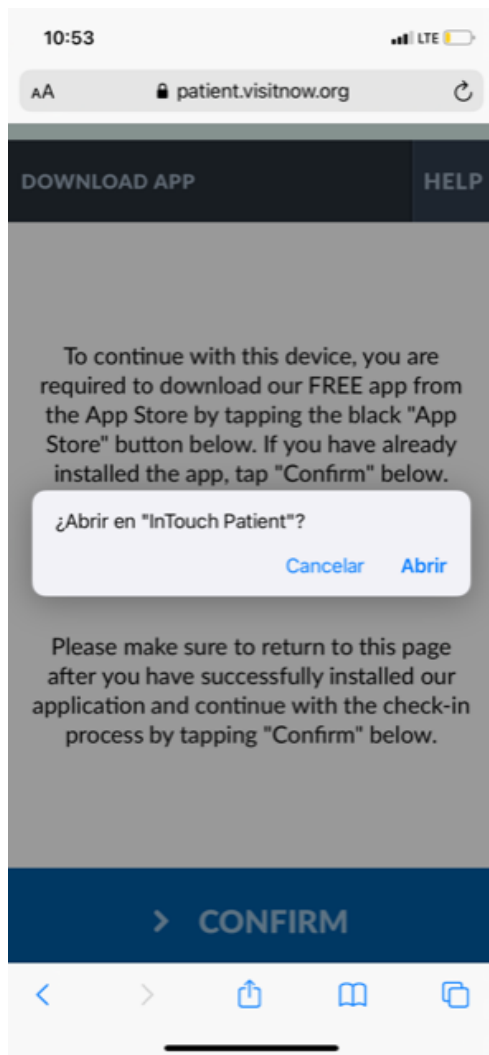 10:53
LTE
AA
patient.visitnow.org
DOWNLOAD APP
HELP
To continue with this device, you are
required to download our FREE app from
the App Store by tapping the black "App
Store" button below. If you have already
installed the app, tap "Confirm" below.
¿Abrir en "InTouch Patient"?
Cancelar
Abrir
Please make sure to return to this page
after you have successfully installed our
application and continue with the check-in
process by tapping "Confirm" below.
CONFIRM